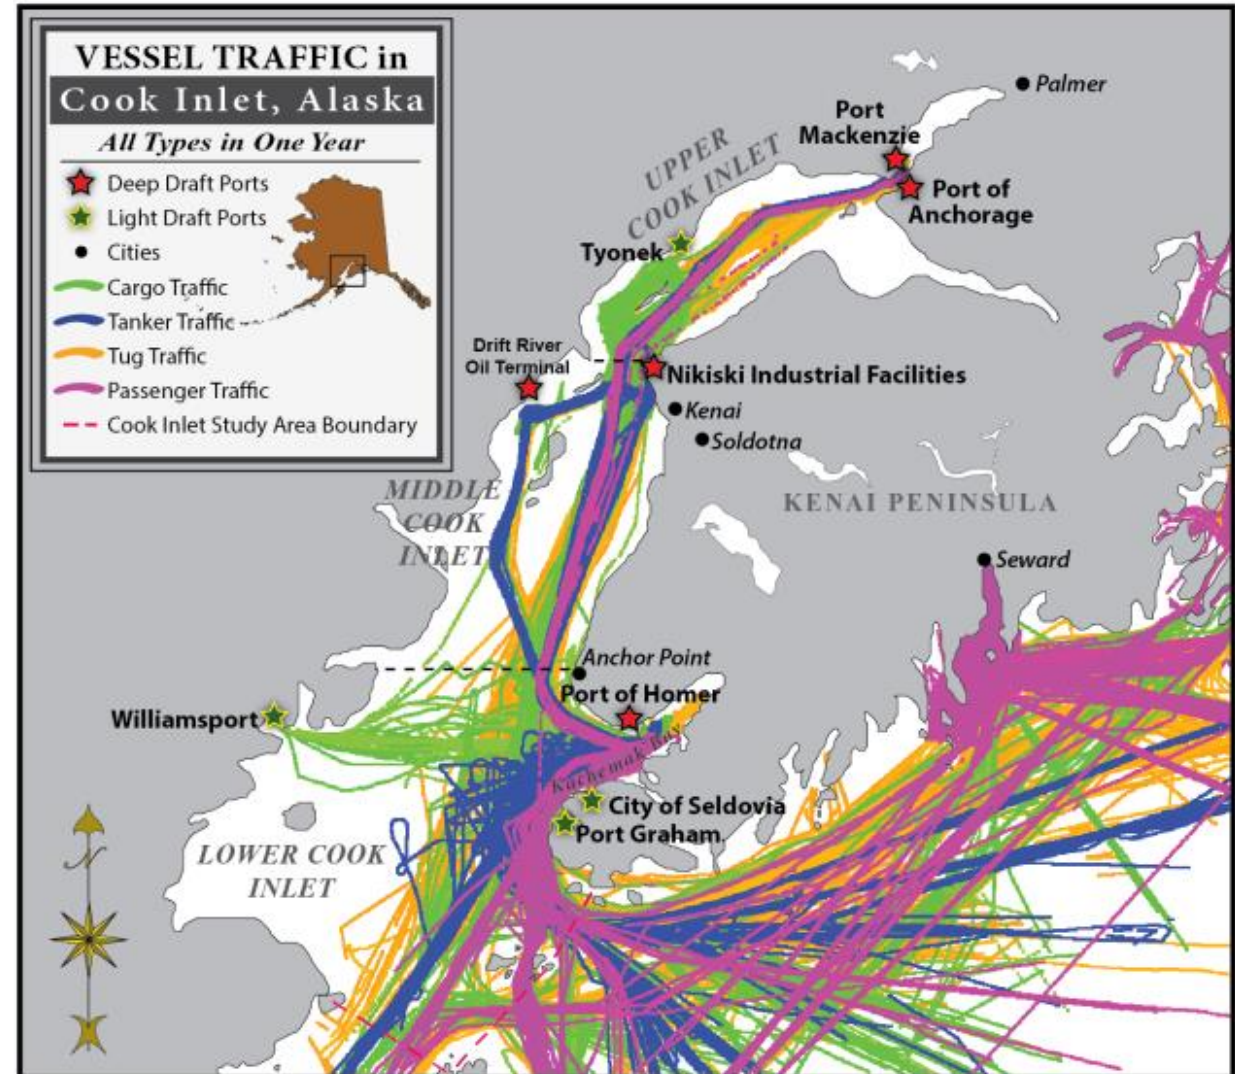 VESSEL TRAFFIC in
Cook Inlet, Alaska
All Types in One Year
Deep Draft Ports
Light Draft Ports
Cities
Cargo Traffic
Tanker Traffic
Tug Traffic
Passenger Traffic
Cook Inlet Study Area Boundary
Palmer
Port
Mackenzie
UPPER
COOK INLET
Port of
Anchorage
Tyonek
Drift River
Oil Terminal
Nikiski Industrial Facilities
Kenai
Soldotna
MIDDLE
COOK
INLET
KENAI PENINSULA
Seward
Anchor Point
Port of Homer
Williamsport
Kachemak Bay
City of Seldovia
Port Graham
LOWER COOK
INLET
N